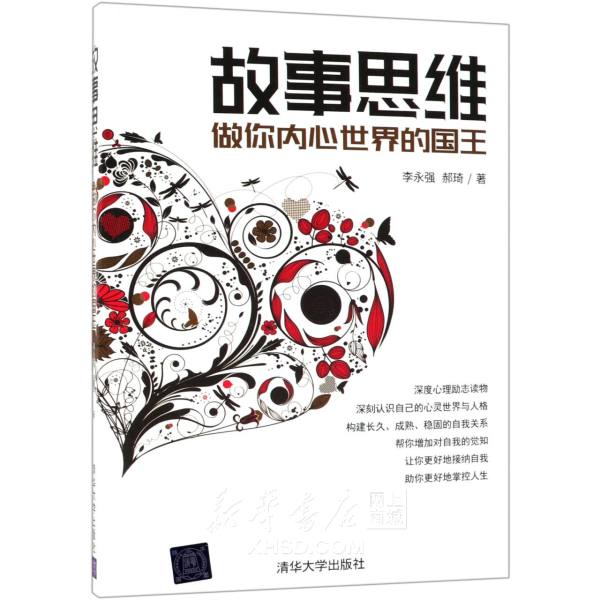 故事思维
做你内心世界的国王
李永强 郝琦 / 著
深度心理励志读物
深刻认识自己的心灵世界与人格
构建长久、成熟、稳固的自我关系
帮你增加对自我的觉知
让你更好地接纳自我
助你更好地掌控人生
新华书店
网上商城
XHSD.COM
清华大学出版社